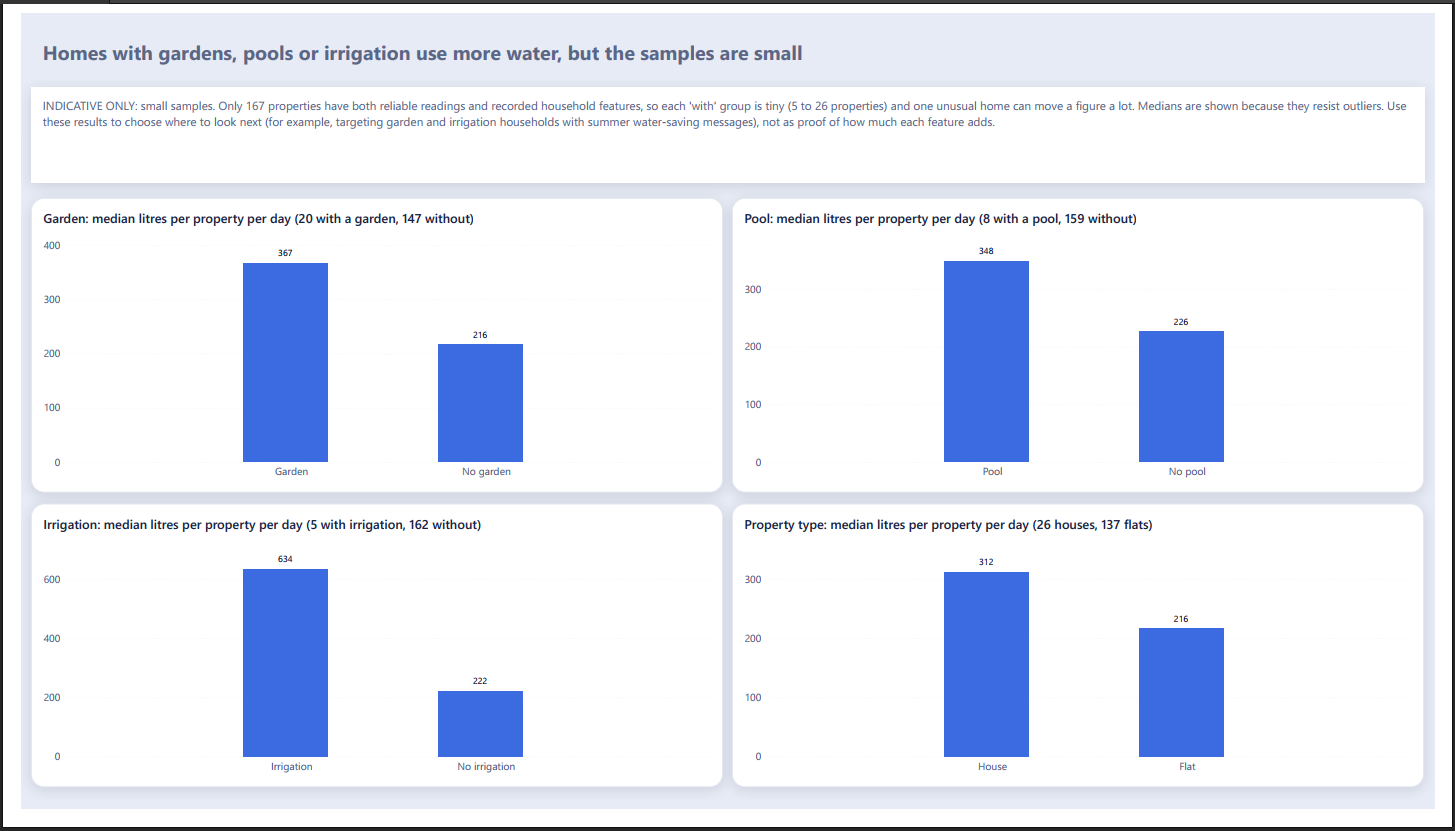 Homes with gardens, pools or irrigation use more water, but the samples are small
INDICATIVE ONLY: small samples. Only 167 properties have both reliable readings and recorded household features, so each 'with' group is tiny (5 to 26 properties) and one unusual home can move a figure a lot. Medians are shown because they resist outliers. Use
these results to choose where to look next (for example, targeting garden and irrigation households with summer water-saving messages), not as proof of how much each feature adds.
Garden: median litres per property per day (20 with a garden, 147 without)
400
300
200
100
0
367
216
Garden
No garden
Pool: median litres per property per day (8 with a pool, 159 without)
300
200
100
0
348
226
Pool
No pool
Irrigation: median litres per property per day (5 with irrigation, 162 without)
600
400
200
0
634
222
Irrigation
No irrigation
Property type: median litres per property per day (26 houses, 137 flats)
300
200
100
0
312
216
House
Flat